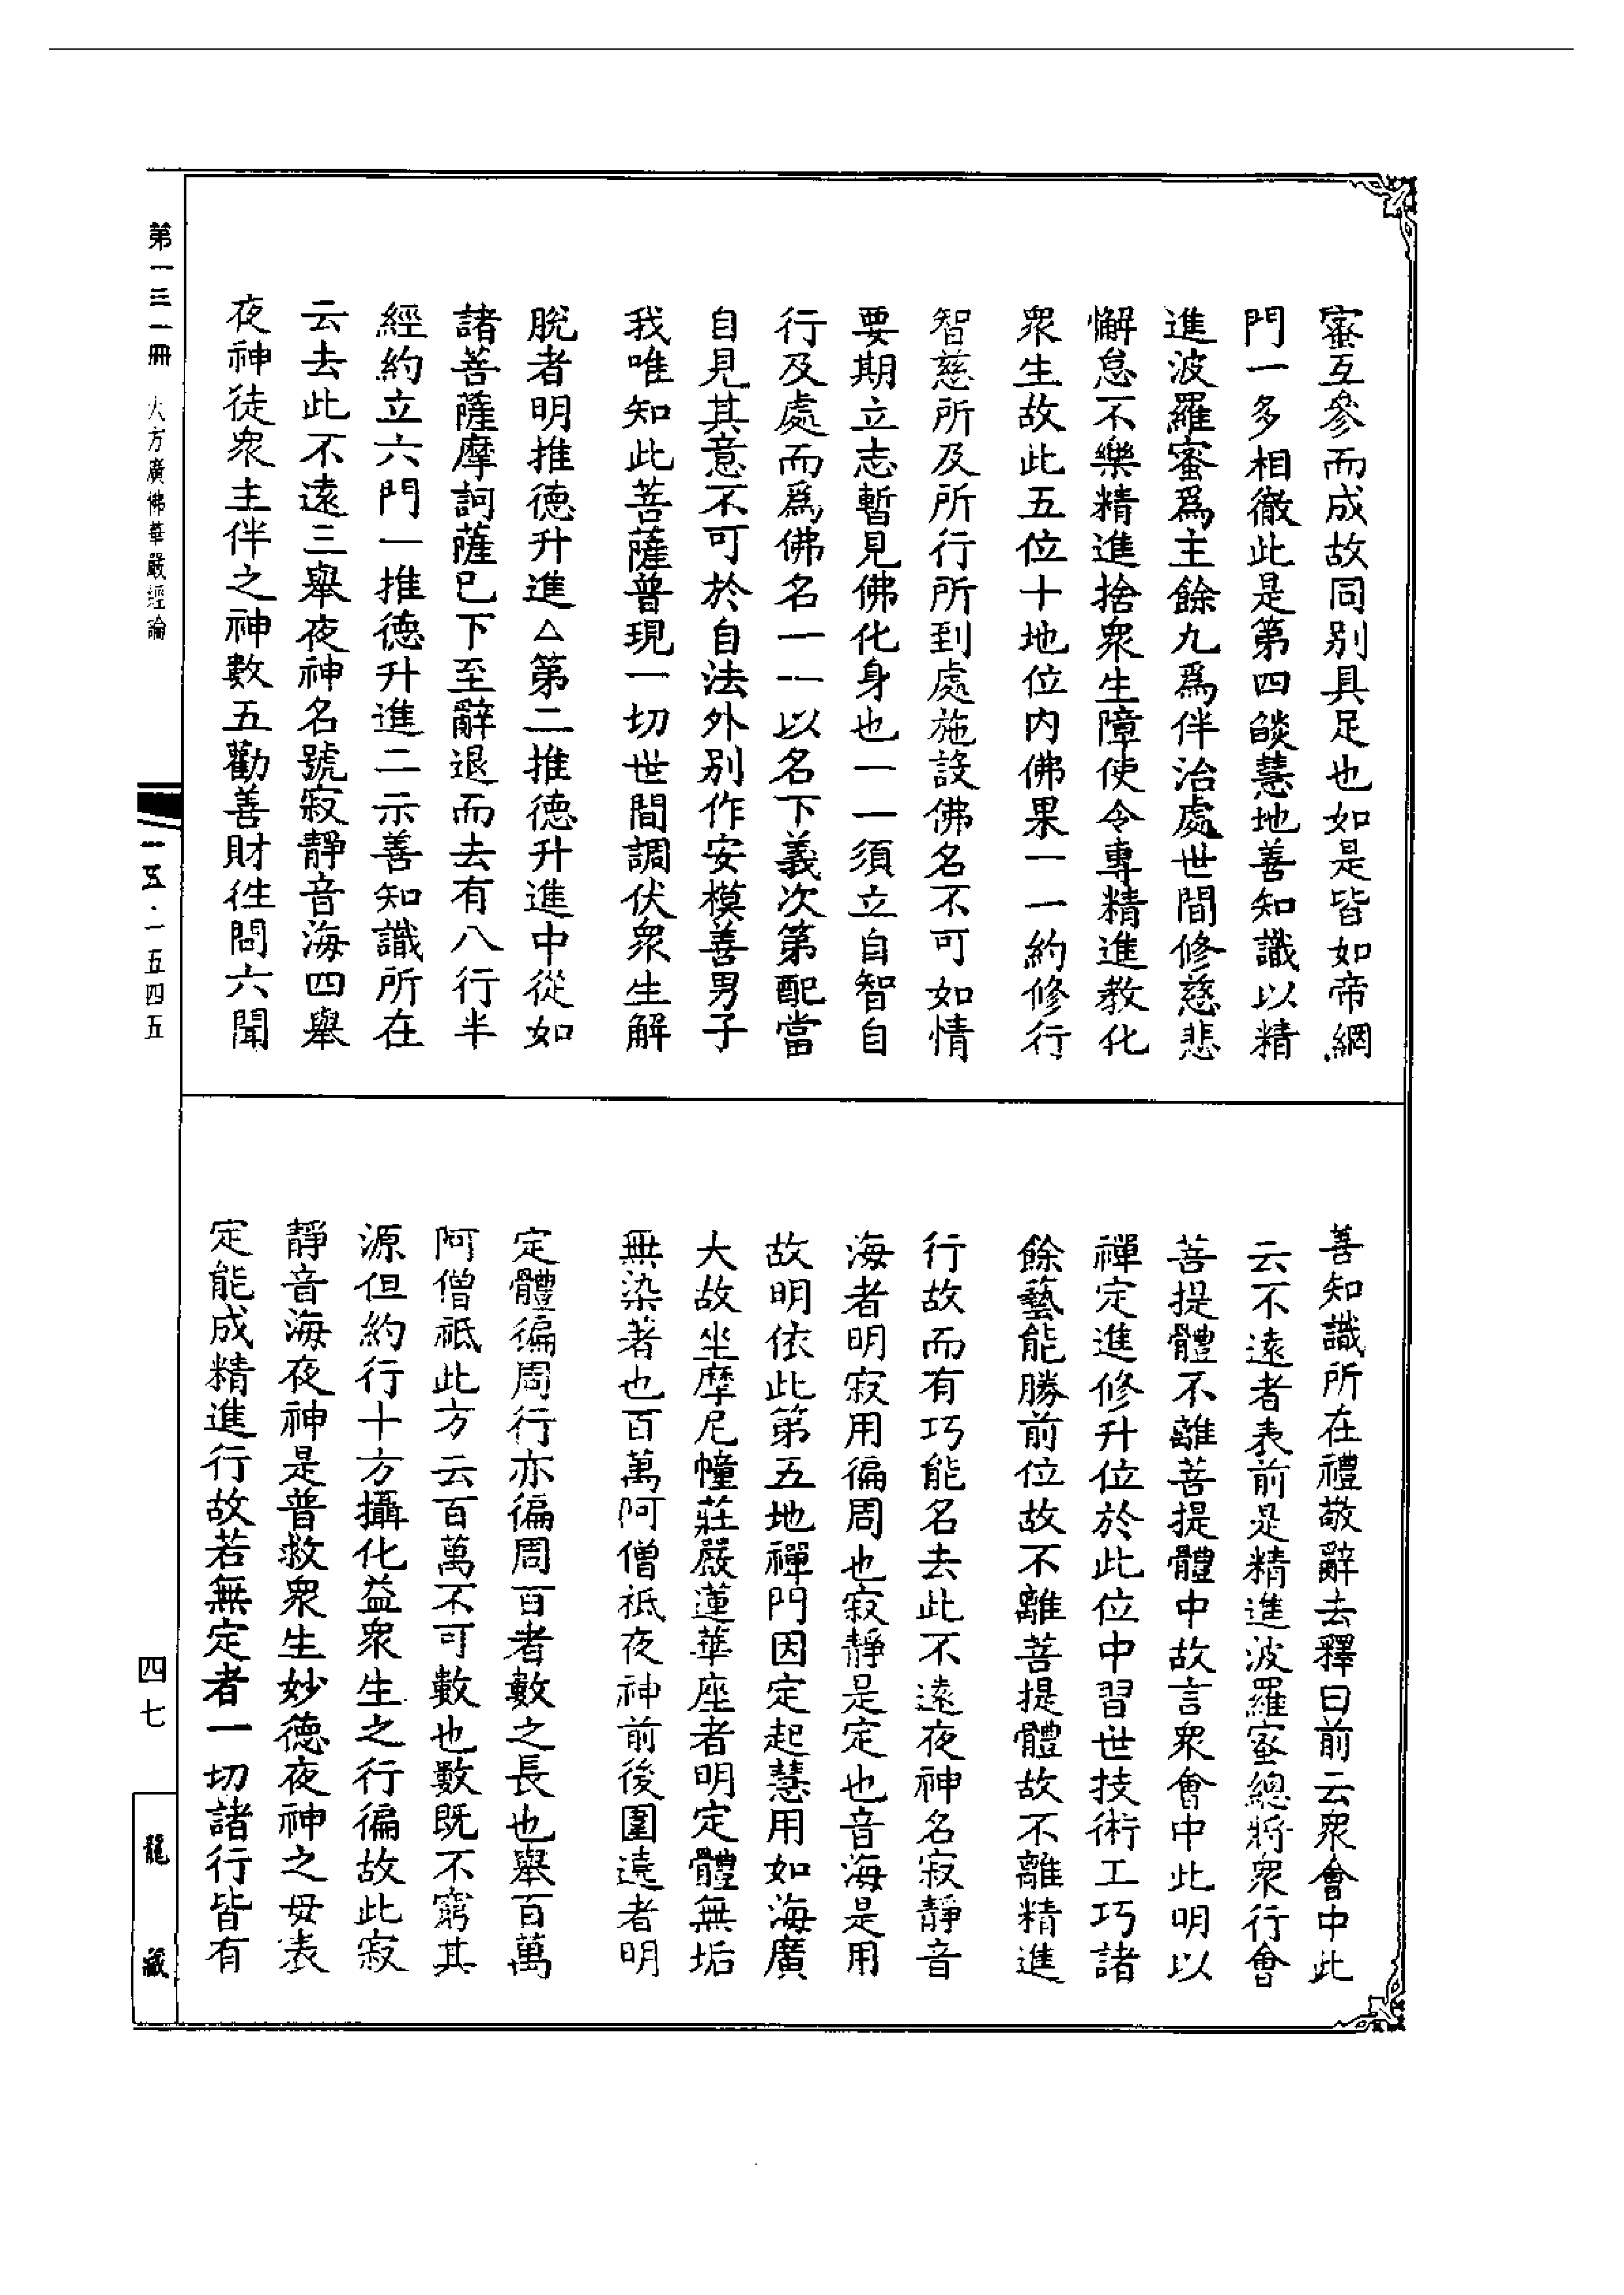 蜜互參而成故同别具足也如是皆如帝網
門一多相徹此是第四𦦨慧地善知識以精
進波羅蜜爲主餘九爲伴治處世間修慈悲
懈怠不樂精進捨衆生障使令專精進教化
衆生故此五位十地位内佛果一一約修行
智慈所及所行所到處施設佛名不可如情
要期立志暫見佛化身也一一須立自智自
行及處而爲佛名一一以名下義次第配當
自見其意不可於自法外别作安模善男子
我唯知此菩薩普現一切世間調伏衆生解
脫者明推德升進△第二推德升進中從如
諸菩薩摩訶薩已下至辭退而去有八行半
經約立六門一推德升進二示善知識所在
云去此不遠三舉夜神名號寂靜音海四舉
夜神徒衆主伴之神數五勸善財徃問六聞
善知識所在禮敬辭去釋曰前云衆會中此
云不遠者表前是精進波羅蜜總將衆行會
菩提體不離菩提體中故言衆會中此明以
禪定進修升位於此位中習世技術工巧諸
餘藝能勝前位故不離菩提體故不離精進
行故而有巧能名去此不遠夜神名寂靜音
海者明寂用徧周也寂靜是定也音海是用
故明依此第五地禪門因定起慧用如海廣
大故坐摩尼幢莊嚴蓮華座者明定體無垢
無染著也百萬阿僧祇夜神前後圍遶者明
定體徧周行亦徧周百者數之長也舉百萬
阿僧祇此方云百萬不可數也數既不窮其
源但約行十方攝化益衆生之行徧故此寂
靜音海夜神是普救衆生妙德夜神之母表
定能成精進行故若無定者一切諸行皆有
第一三一冊 大方廣佛華嚴經論
一五·一五四五
四七
龍藏